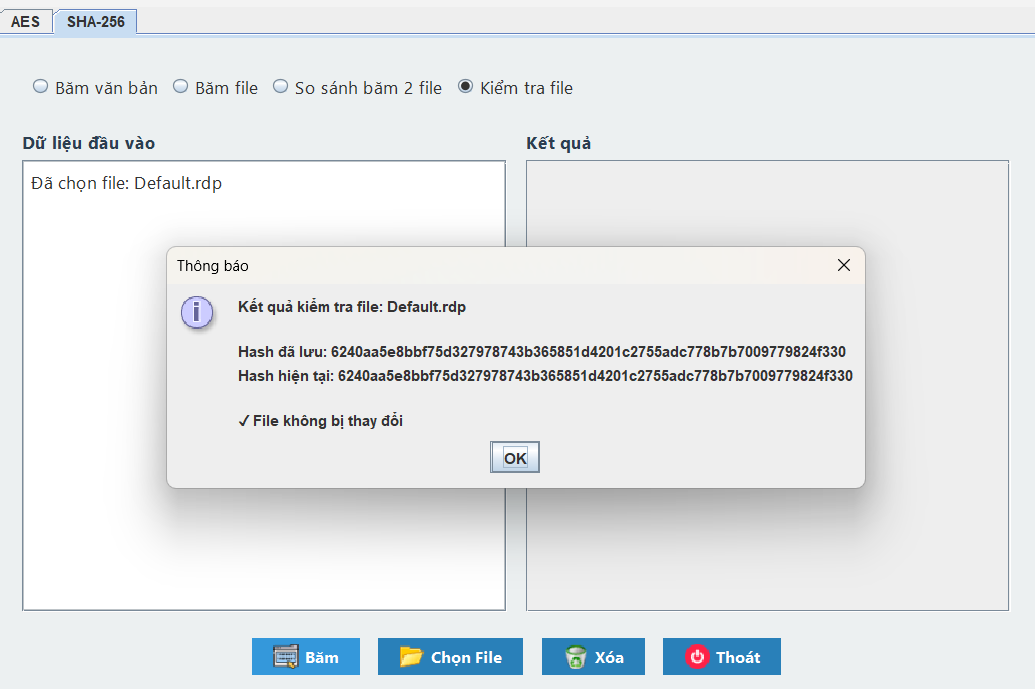 AES SHA-256
Băm văn bản Băm file So sánh băm 2 file Kiểm tra file
Dữ liệu đầu vào
Kết quả
Đã chọn file: Default.rdp
Thông báo
Kết quả kiểm tra file: Default.rdp
Hash đã lưu: 6240aa5e8bbf75d327978743b365851d4201c2755adc778b7b7009779824f330
Hash hiện tại: 6240aa5e8bbf75d327978743b365851d4201c2755adc778b7b7009779824f330
✓ File không bị thay đổi
OK
Băm Chọn File Xóa Thoát